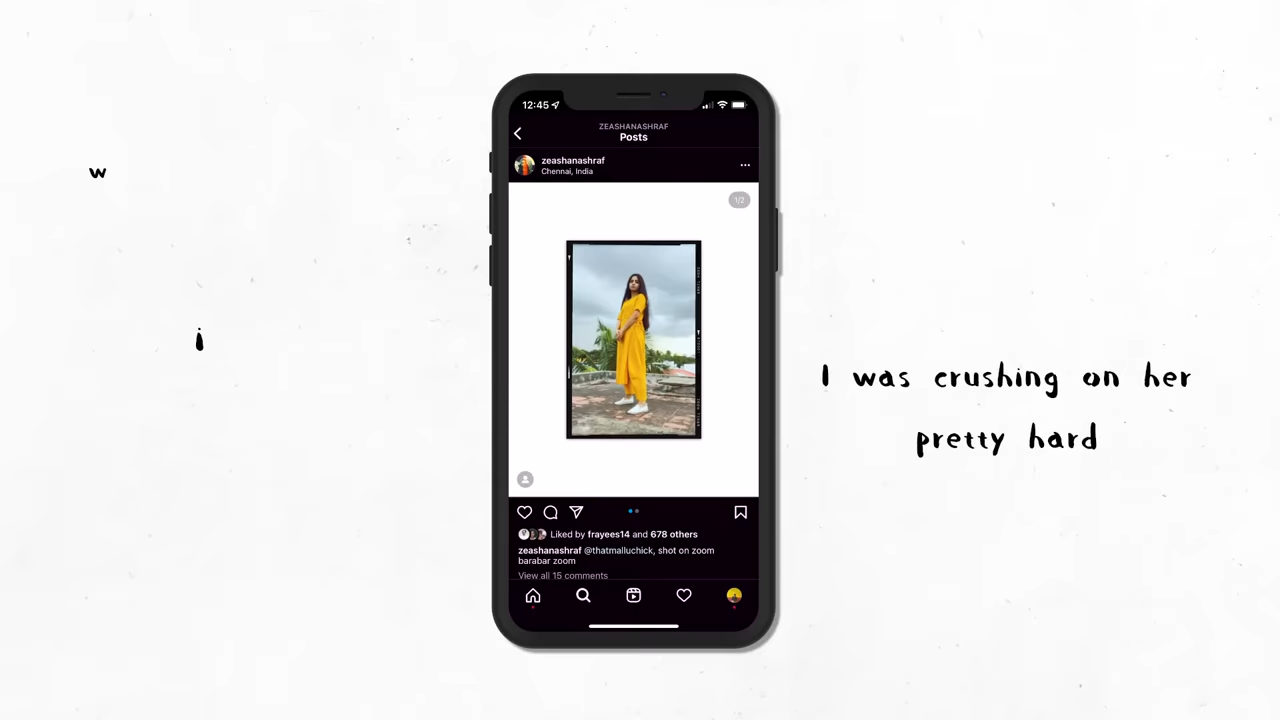 w
i
12:45
ZEASHANASHRAF
Posts
zeashanashraf
Chennai, India
1/2
Liked by frayees14 and 678 others
zeashanashraf @thatmalluchick, shot on zoom
barabar zoom
View all 15 comments
I was crushing on her
pretty hard